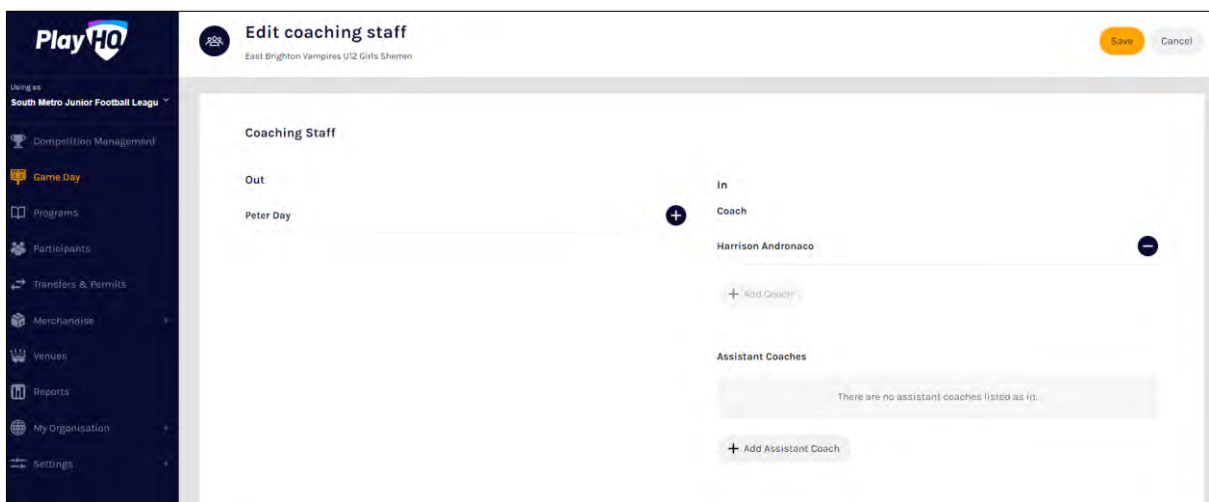 PlayHQ
Using as
South Metro Junior Football Leagu
Competition Management
Game Day
Programs
Participants
Transfers & Permits
Merchandise
Venues
Reports
My Organisation
Settings
Edit coaching staff
East Brighton Vampires U12 Girls Sherren
Save
Cancel
Coaching Staff
Out
Peter Day
In
Coach
Harrison Andronaco
+ Add Coach
Assistant Coaches
There are no assistant coaches listed as in.
+ Add Assistant Coach